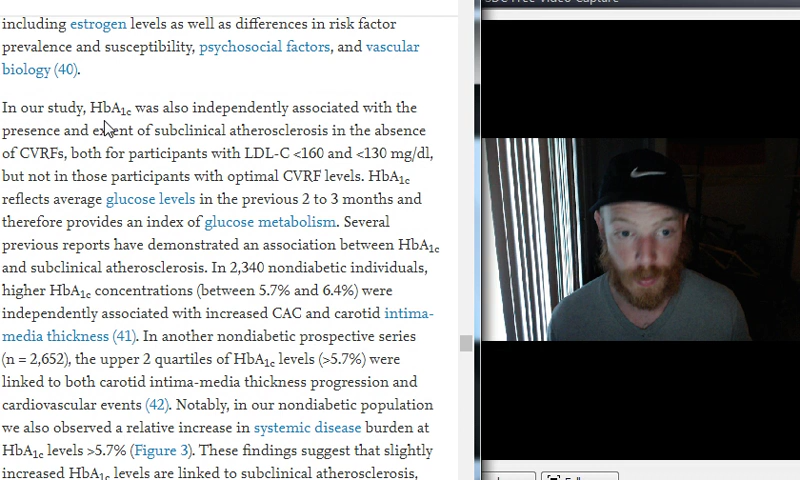 including estrogen levels as well as differences in risk factor
prevalence and susceptibility, psychosocial factors, and vascular
biology (40).
In our study, HbA1c was also independently associated with the
presence and extent of subclinical atherosclerosis in the absence
of CVRFs, both for participants with LDL-C <160 and <130 mg/dl,
but not in those participants with optimal CVRF levels. HbA1c
reflects average glucose levels in the previous 2 to 3 months and
therefore provides an index of glucose metabolism. Several
previous reports have demonstrated an association between HbA1c
and subclinical atherosclerosis. In 2,340 nondiabetic individuals,
higher HbA1c concentrations (between 5.7% and 6.4%) were
independently associated with increased CAC and carotid intima-
media thickness (41). In another nondiabetic prospective series
(n = 2,652), the upper 2 quartiles of HbA1c levels (>5.7%) were
linked to both carotid intima-media thickness progression and
cardiovascular events (42). Notably, in our nondiabetic population
we also observed a relative increase in systemic disease burden at
HbA1c levels >5.7% (Figure 3). These findings suggest that slightly
increased HbA1c levels are linked to subclinical atherosclerosis,